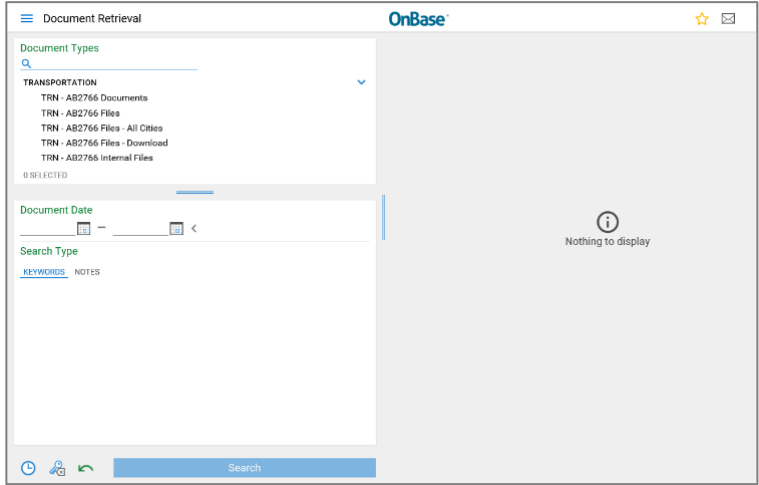 Document Retrieval
OnBase
Document Types
TRANSPORTATION
TRN - AB2766 Documents
TRN - AB2766 Files
TRN - AB2766 Files - All Cities
TRN - AB2766 Files - Download
TRN - AB2766 Internal Files
0 SELECTED
Document Date
–
Search Type
KEYWORDS NOTES
Nothing to display
Search